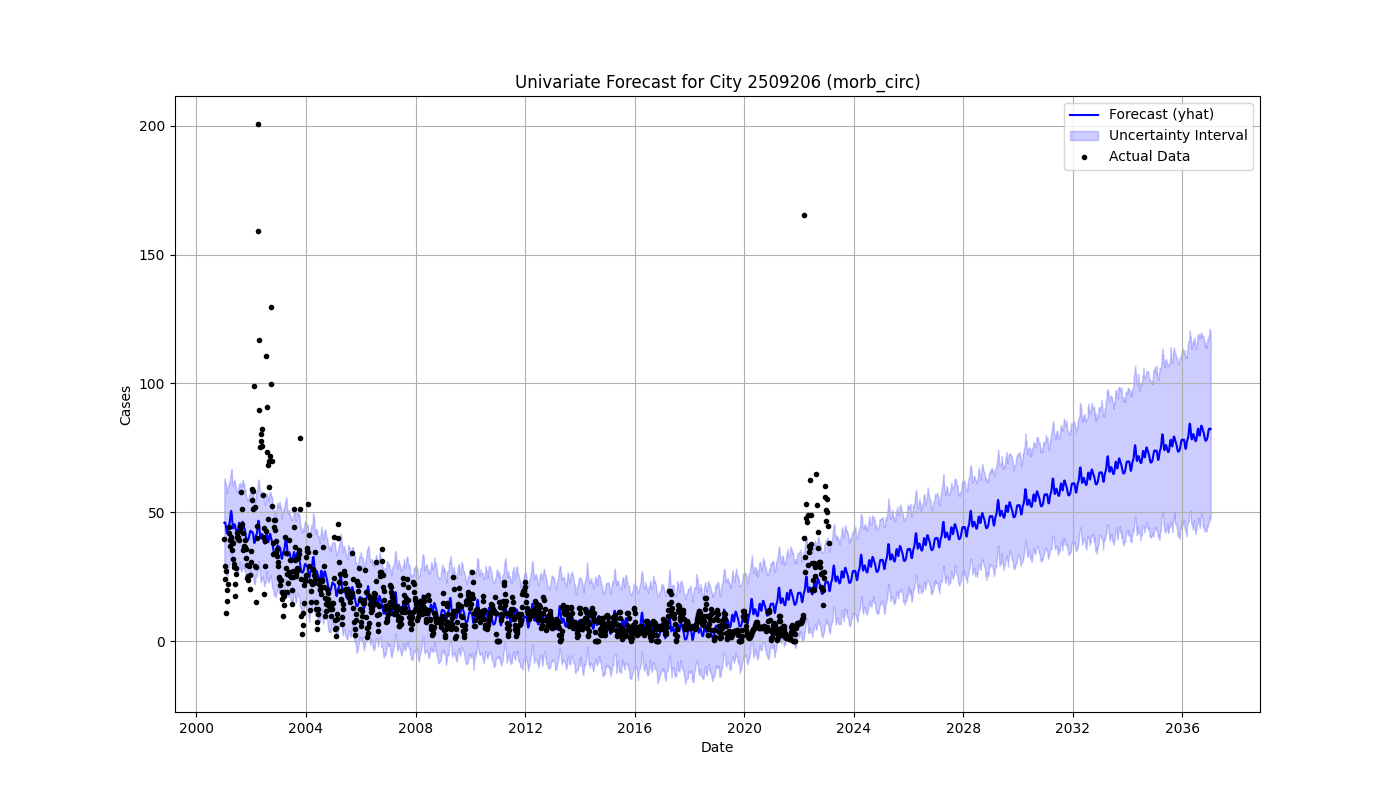 Univariate Forecast for City 2509206 (morb_circ)
Forecast (yhat)
Uncertainty Interval
Actual Data
200
150
100
50
0
Cases
2000 2004 2008 2012 2016 2020 2024 2028 2032 2036
Date